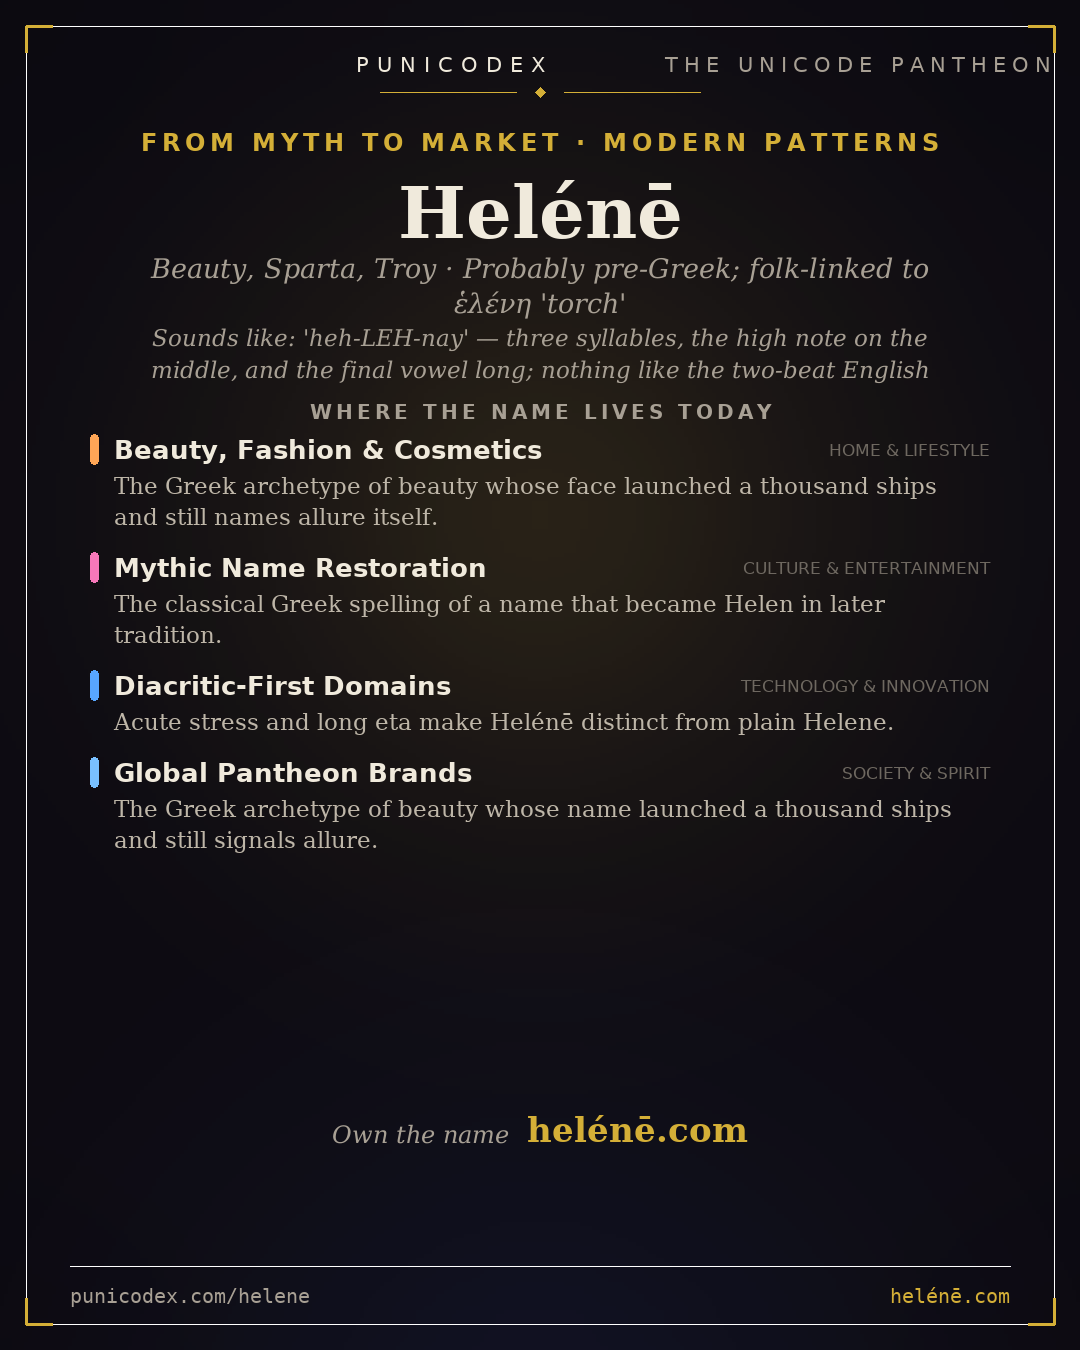 PUNICODEX THE UNICODE PANTHEON
FROM MYTH TO MARKET · MODERN PATTERNS
Helénē
Beauty, Sparta, Troy · Probably pre-Greek; folk-linked to
ἑλένη 'torch'
Sounds like: 'heh-LEH-nay' — three syllables, the high note on the
middle, and the final vowel long; nothing like the two-beat English
WHERE THE NAME LIVES TODAY
Beauty, Fashion & Cosmetics HOME & LIFESTYLE
The Greek archetype of beauty whose face launched a thousand ships
and still names allure itself.
Mythic Name Restoration CULTURE & ENTERTAINMENT
The classical Greek spelling of a name that became Helen in later
tradition.
Diacritic-First Domains TECHNOLOGY & INNOVATION
Acute stress and long eta make Helénē distinct from plain Helene.
Global Pantheon Brands SOCIETY & SPIRIT
The Greek archetype of beauty whose name launched a thousand ships
and still signals allure.
Own the name helénē.com
punicodex.com/helene helénē.com